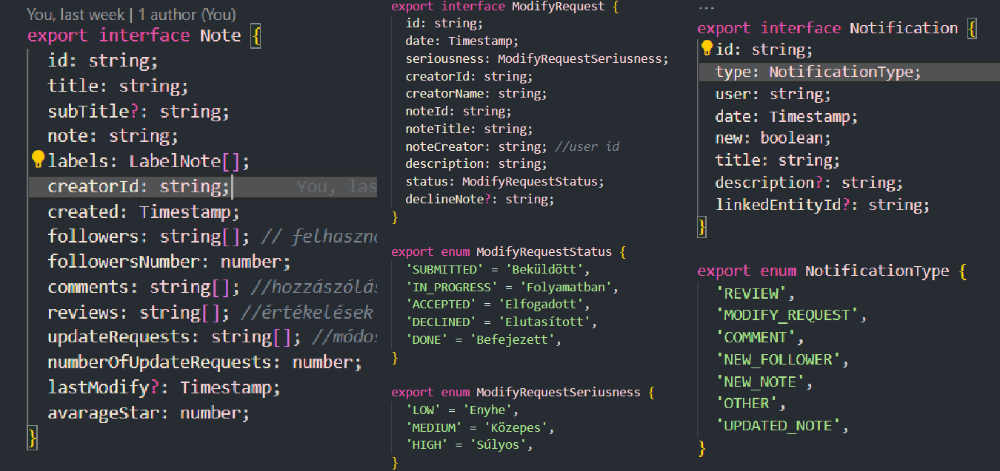 You, last week | 1 author (You)
export interface Note {
id: string;
title: string;
subTitle?: string;
note: string;
labels: LabelNote[];
creatorId: string; You, las
created: Timestamp;
followers: string[]; //
followersNumber: number;
comments: string[]; //hozzászólás
reviews: string[]; //értékelések
updateRequests: string[]; //módos
numberOfUpdateRequests: number;
lastModify?: Timestamp;
avarageStar: number;
}
export interface ModifyRequest {
id: string;
date: Timestamp;
seriousness: ModifyRequestSeriusness;
creatorId: string;
creatorName: string;
noteId: string;
noteTitle: string;
noteCreator: string; //user id
description: string;
status: ModifyRequestStatus;
declineNote?: string;
}
export enum ModifyRequestStatus {
'SUBMITTED' = 'Beküldött',
'IN_PROGRESS' = 'Folyamatban',
'ACCEPTED' = 'Elfogadott',
'DECLINED' = 'Elutasított',
'DONE' = 'Befejezett',
}
export enum ModifyRequestSeriusness {
'LOW' = 'Enyhe',
'MEDIUM' = 'Közepes',
'HIGH' = 'Súlyos',
}
...
export interface Notification {
id: string;
type: NotificationType;
user: string;
date: Timestamp;
new: boolean;
title: string;
description?: string;
linkedEntityId?: string;
}
export enum NotificationType {
'REVIEW',
'MODIFY_REQUEST',
'COMMENT',
'NEW_FOLLOWER',
'NEW_NOTE',
'OTHER',
'UPDATED_NOTE',
}